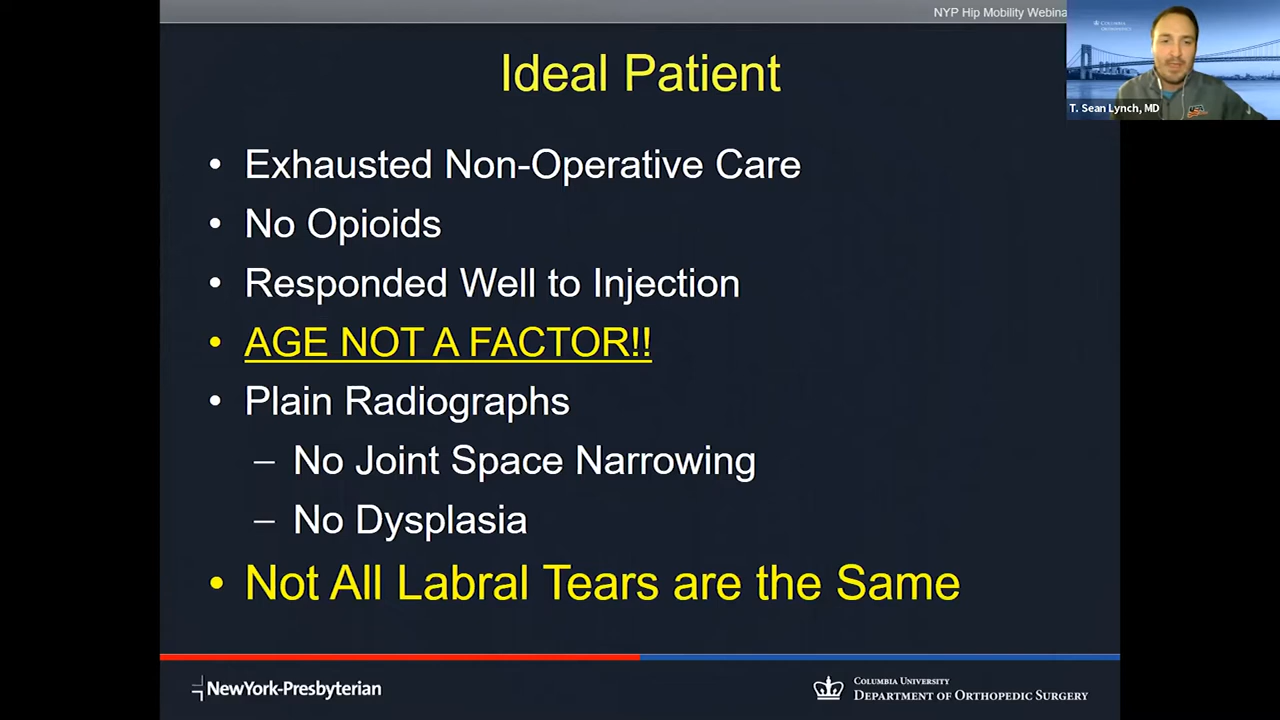 NYP Hip Mobility Webina
Ideal Patient
T. Sean Lynch, MD
• Exhausted Non-Operative Care
• No Opioids
• Responded Well to Injection
• AGE NOT A FACTOR!!
• Plain Radiographs
– No Joint Space Narrowing
– No Dysplasia
• Not All Labral Tears are the Same
NewYork-Presbyterian
COLUMBIA UNIVERSITY
DEPARTMENT OF ORTHOPEDIC SURGERY